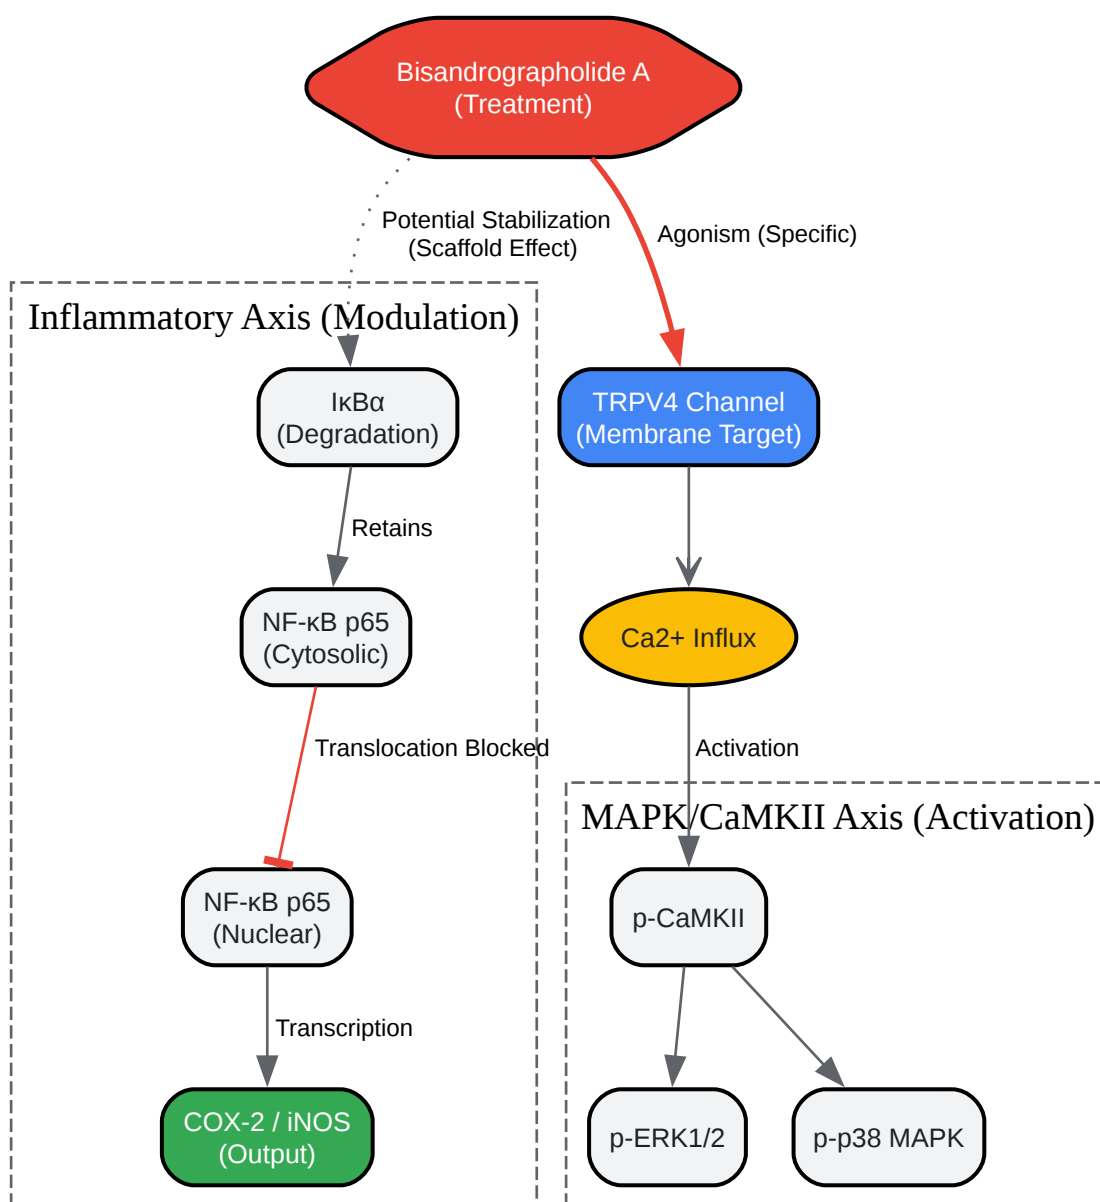 Bisandrographolide A
(Treatment)
Potential Stabilization
(Scaffold Effect)
Agonism (Specific)
Inflammatory Axis (Modulation)
IκBα
(Degradation)
TRPV4 Channel
(Membrane Target)
Retains
NF-κB p65
(Cytosolic)
Ca2+ Influx
Translocation Blocked
Activation
MAPK/CaMKII Axis (Activation)
NF-κB p65
(Nuclear)
p-CaMKII
Transcription
COX-2 / iNOS
(Output)
p-ERK1/2
p-p38 MAPK